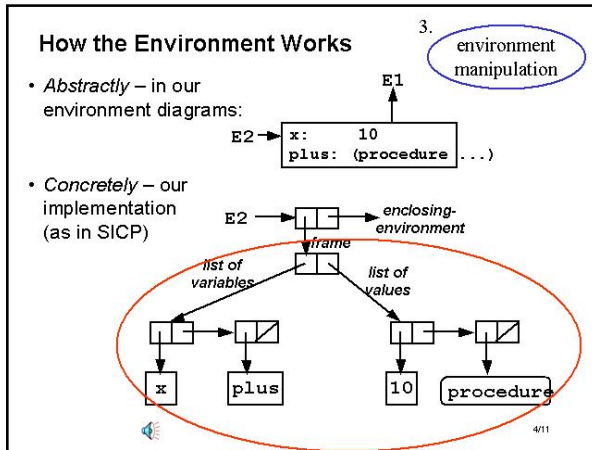 How the Environment Works
3.
environment
manipulation
• Abstractly – in our
environment diagrams:
E1
E2
x: 10
plus: (procedure ...)
• Concretely – our
implementation
(as in SICP)
E2
enclosing-
environment
frame
list of
variables
list of
values
x
plus
10
procedure
4/11